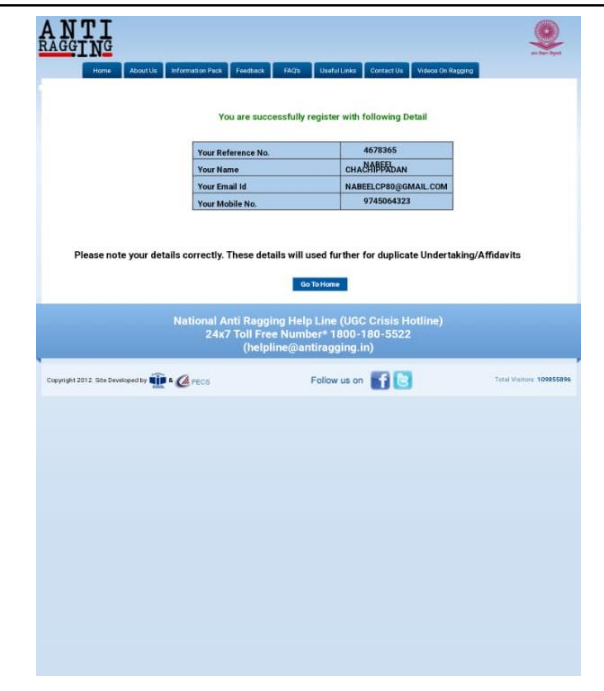 ANTI
RAGGING
Home About Us Information Pack Feedback FAQ's Useful Links Contact Us Videos On Ragging
You are successfully register with following Detail
Your Reference No. 4678365
Your Name NABEEL CHACHIPPADAN
Your Email Id NABEELCP80@GMAIL.COM
Your Mobile No. 9745064323
Please note your details correctly. These details will used further for duplicate Undertaking/Affidavits
Go To Home
National Anti Ragging Help Line (UGC Crisis Hotline)
24x7 Toll Free Number* 1800-180-5522
(helpline@antiragging.in)
Copyright 2012. Site Developed by & PECS Follow us on Total Visitors 109855896